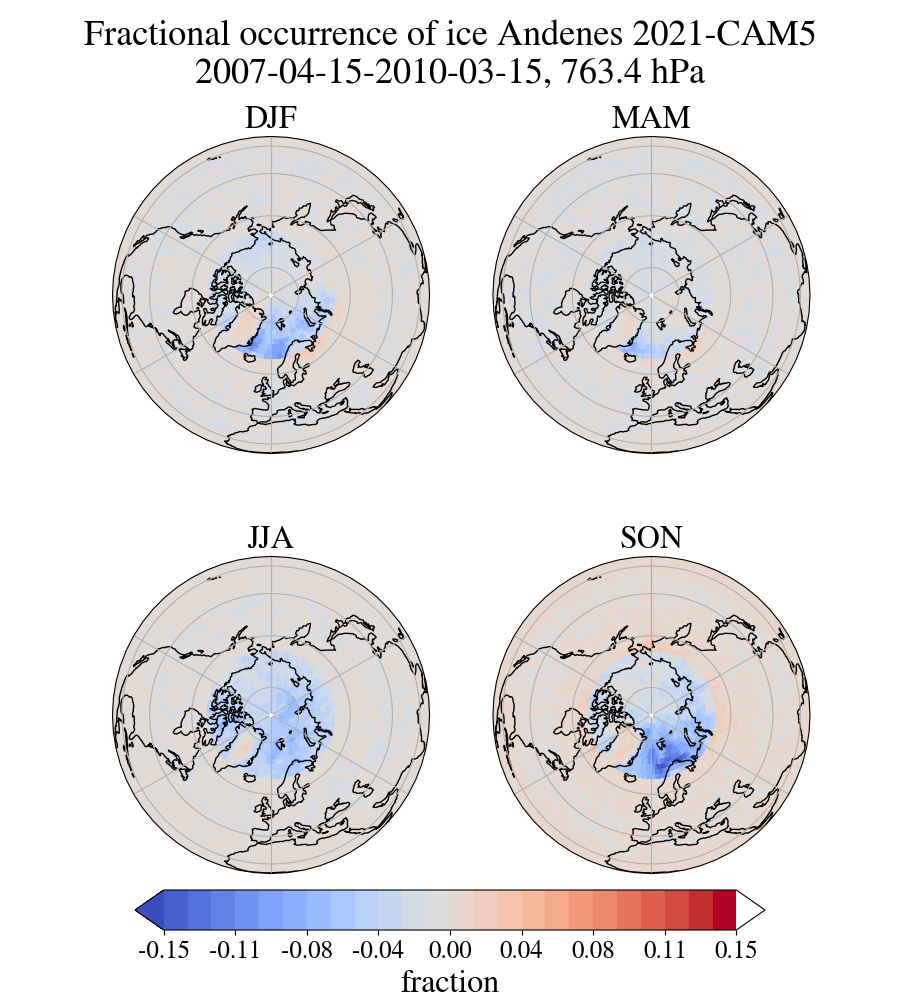 Fractional occurrence of ice Andenes 2021-CAM5
2007-04-15-2010-03-15, 763.4 hPa
DJF
MAM
JJA
SON
-0.15 -0.11 -0.08 -0.04 0.00 0.04 0.08 0.11 0.15
fraction